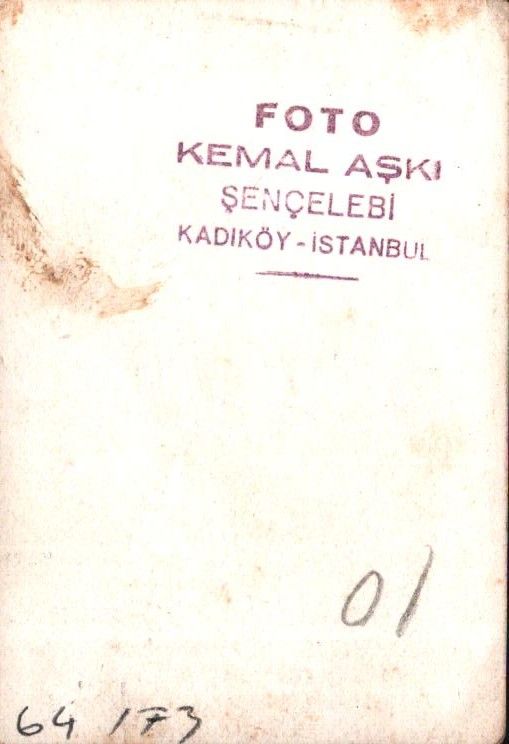 FOTO
KEMAL AŞKI
ŞENÇELEBİ
KADIKÖY - İSTANBUL
01
64 173